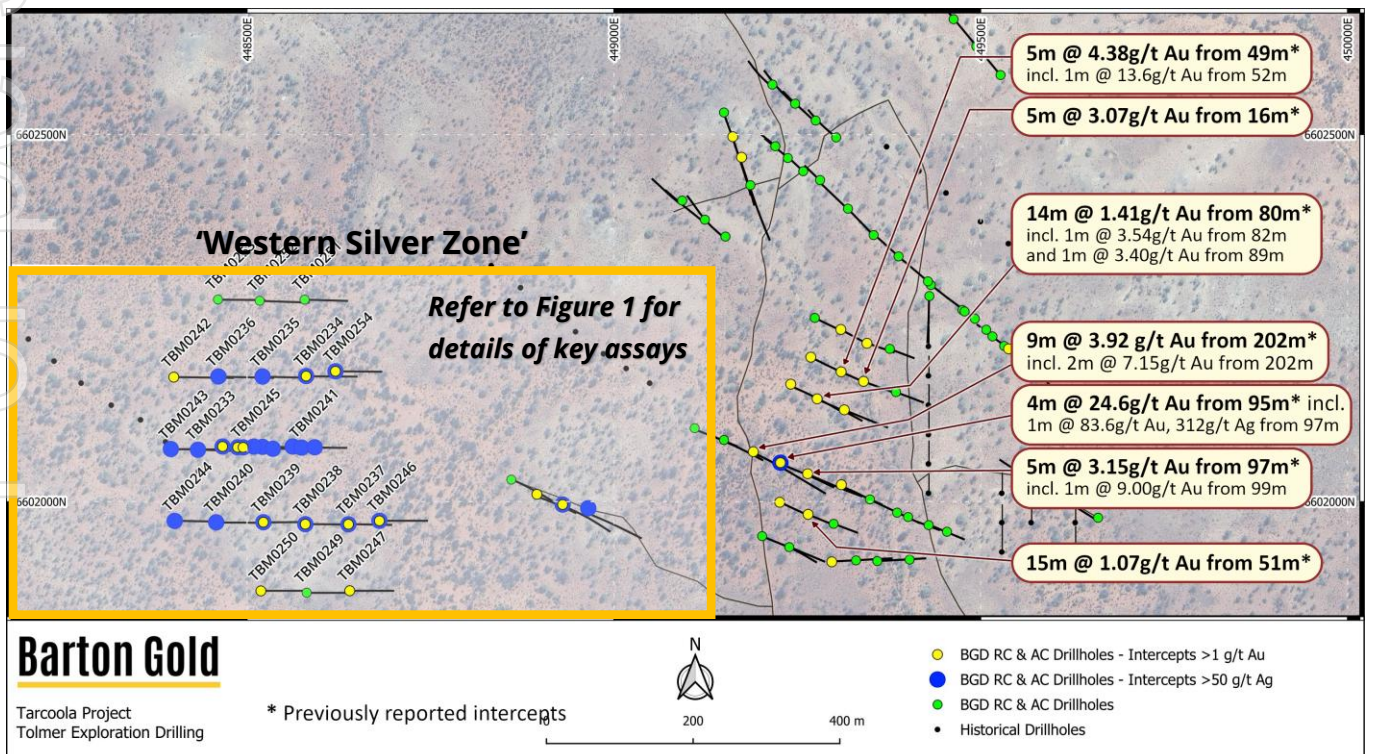 448500E
449000E
449500E
450000E
6602500N
6602500N
5m @ 4.38g/t Au from 49m*
incl. 1m @ 13.6g/t Au from 52m
5m @ 3.07g/t Au from 16m*
14m @ 1.41g/t Au from 80m*
incl. 1m @ 3.54g/t Au from 82m
and 1m @ 3.40g/t Au from 89m
9m @ 3.92 g/t Au from 202m*
incl. 2m @ 7.15g/t Au from 202m
4m @ 24.6g/t Au from 95m* incl.
1m @ 83.6g/t Au, 312g/t Ag from 97m
5m @ 3.15g/t Au from 97m*
incl. 1m @ 9.00g/t Au from 99m
15m @ 1.07g/t Au from 51m*
'Western Silver Zone'
Refer to Figure 1 for
details of key assays
TBM0242
TBM0236
TBM0235
TBM0234
TBM0254
TBM0243
TBM0233
TBM0245
TBM0241
TBM0244
TBM0240
TBM0239
TBM0238
TBM0237
TBM0246
TBM0250
TBM0249
TBM0247
6602000N
6602000N
Barton Gold
Tarcoola Project
Tolmer Exploration Drilling
* Previously reported intercepts
N
0 200 400 m
BGD RC & AC Drillholes - Intercepts >1 g/t Au
BGD RC & AC Drillholes - Intercepts >50 g/t Ag
BGD RC & AC Drillholes
Historical Drillholes